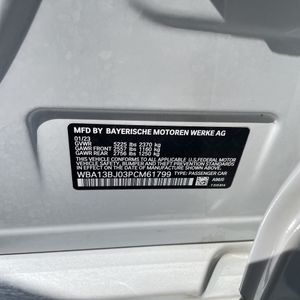 MFD BY BAYERISCHE MOTOREN WERKE AG
01/23
GVWR 5225 lbs 2370 kg
GAWR FRONT 2557 lbs 1160 kg
GAWR REAR 2756 lbs 1250 kg
THIS VEHICLE CONFORMS TO ALL APPLICABLE U.S. FEDERAL MOTOR
VEHICLE SAFETY, BUMPER, AND THEFT PREVENTION STANDARDS
IN EFFECT ON THE DATE OF MANUFACTURE SHOWN ABOVE.
WBA13BJ03PCM61799 TYPE: PASSENGER CAR